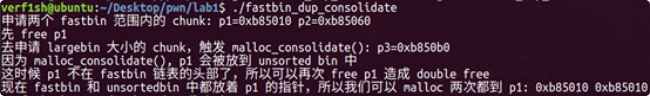 verf1sh@ubuntu:~/Desktop/pwn/lab1$ ./fastbin_dup_consolidate
申请两个 fastbin 范围内的 chunk: p1=0xb85010 p2=0xb85060
先 free p1
去申请 largebin 大小的 chunk，触发 malloc_consolidate(): p3=0xb850b0
因为 malloc_consolidate(), p1 会被放到 unsorted bin 中
这时候 p1 不在 fastbin 链表的头部了，所以可以再次 free p1 造成 double free
现在 fastbin 和 unsortedbin 中都放着 p1 的指针，所以我们可以 malloc 两次都到 p1: 0xb85010 0xb85010